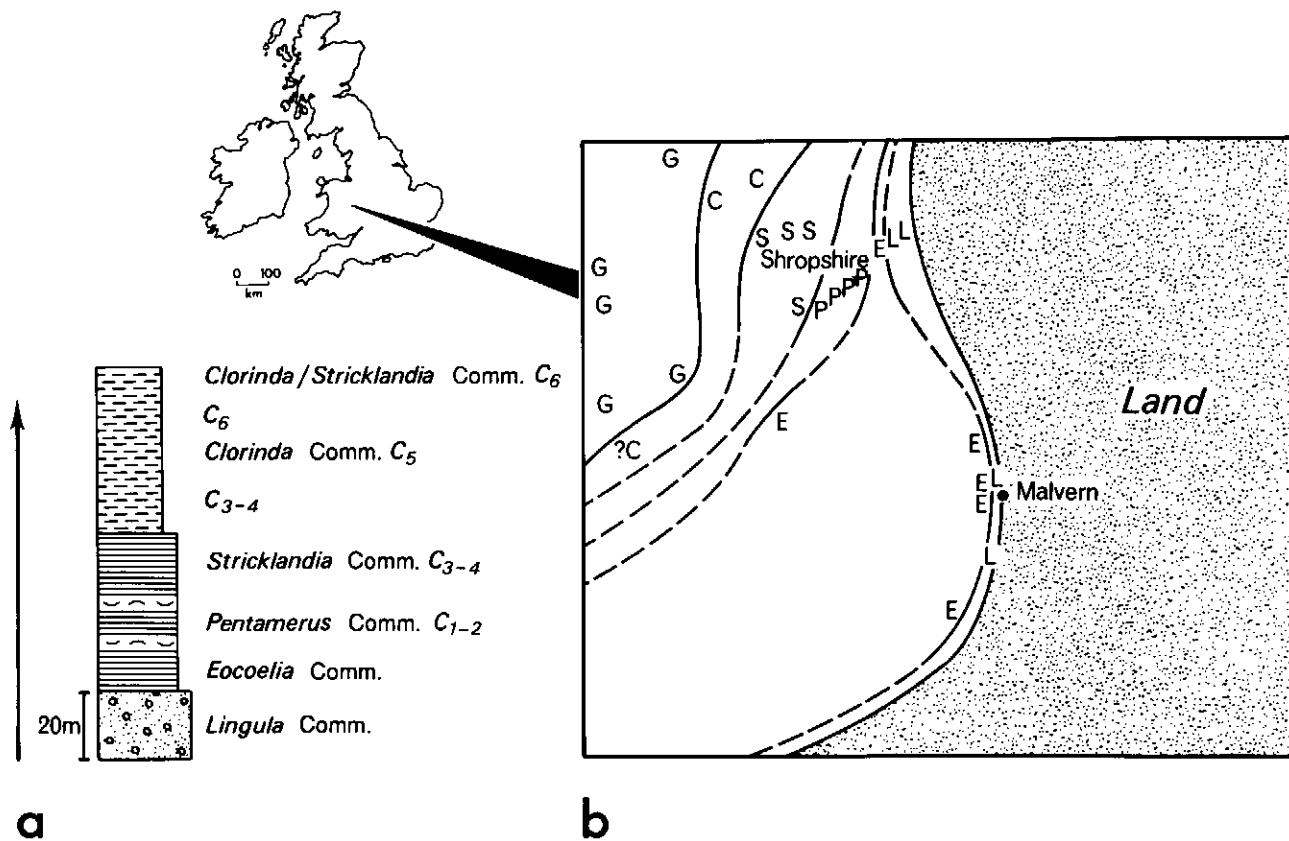 0 100
km
Clorinda/Stricklandia Comm. C6
C6
Clorinda Comm. C5
C3-4
Stricklandia Comm. C3-4
Pentamerus Comm. C1-2
Eocoelia Comm.
20m
Lingula Comm.
a
G
C
C
S S S
E L L
Shropshire
G
G
S P P P P
G
G
E
?C
Land
E
E L
E
Malvern
L
E
b